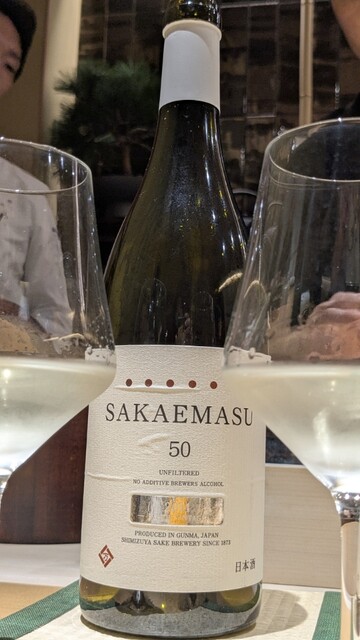 SAKAEMASU
50
UNFILTERED
NO ADDITIVE BREWERS ALCOHOL
PRODUCED IN GUNMA, JAPAN
SHIMIZUYA SAKE BREWERY SINCE 1873
日本酒